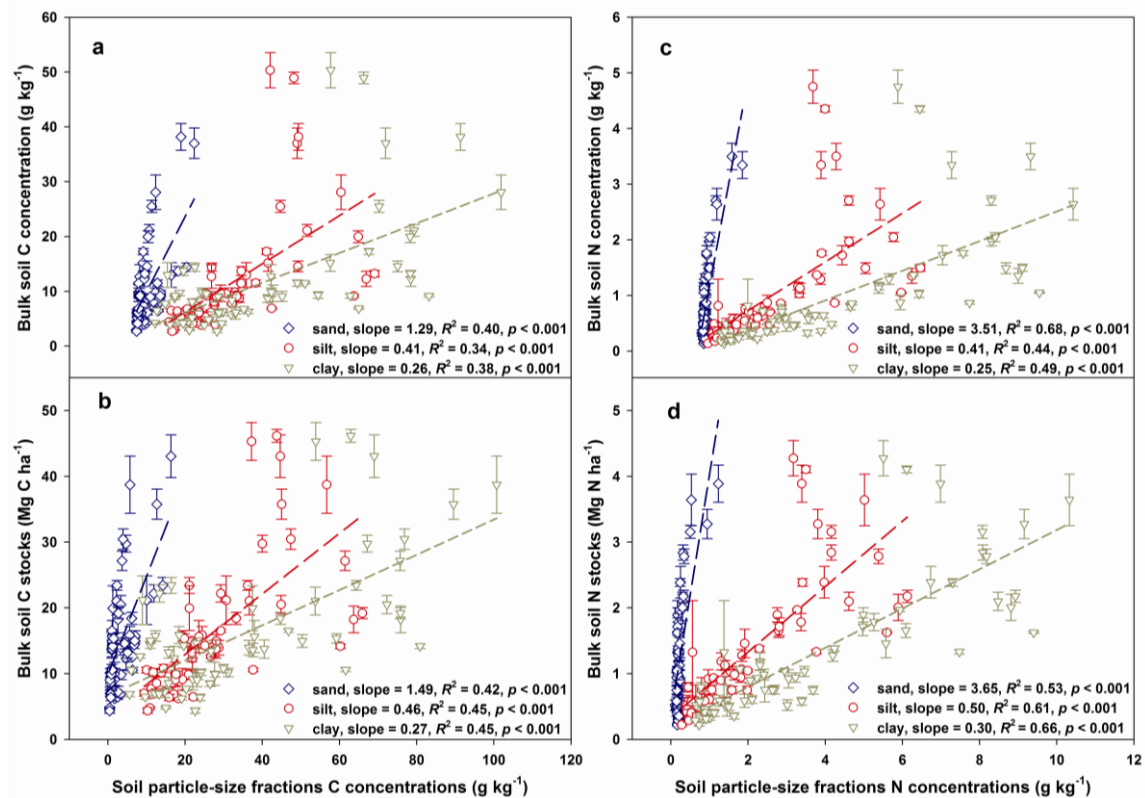 a
Bulk soil C concentration (g kg-1)
60
50
40
30
20
10
0
sand, slope = 1.29, R2 = 0.40, p < 0.001
silt, slope = 0.41, R2 = 0.34, p < 0.001
clay, slope = 0.26, R2 = 0.38, p < 0.001
c
Bulk soil N concentration (g kg-1)
6
5
4
3
2
1
0
sand, slope = 3.51, R2 = 0.68, p < 0.001
silt, slope = 0.41, R2 = 0.44, p < 0.001
clay, slope = 0.25, R2 = 0.49, p < 0.001
b
Bulk soil C stocks (Mg C ha-1)
50
40
30
20
10
0
sand, slope = 1.49, R2 = 0.42, p < 0.001
silt, slope = 0.46, R2 = 0.45, p < 0.001
clay, slope = 0.27, R2 = 0.45, p < 0.001
0 20 40 60 80 100 120
Soil particle-size fractions C concentrations (g kg-1)
d
Bulk soil N stocks (Mg N ha-1)
5
4
3
2
1
0
sand, slope = 3.65, R2 = 0.53, p < 0.001
silt, slope = 0.50, R2 = 0.61, p < 0.001
clay, slope = 0.30, R2 = 0.66, p < 0.001
0 2 4 6 8 10 12
Soil particle-size fractions N concentrations (g kg-1)